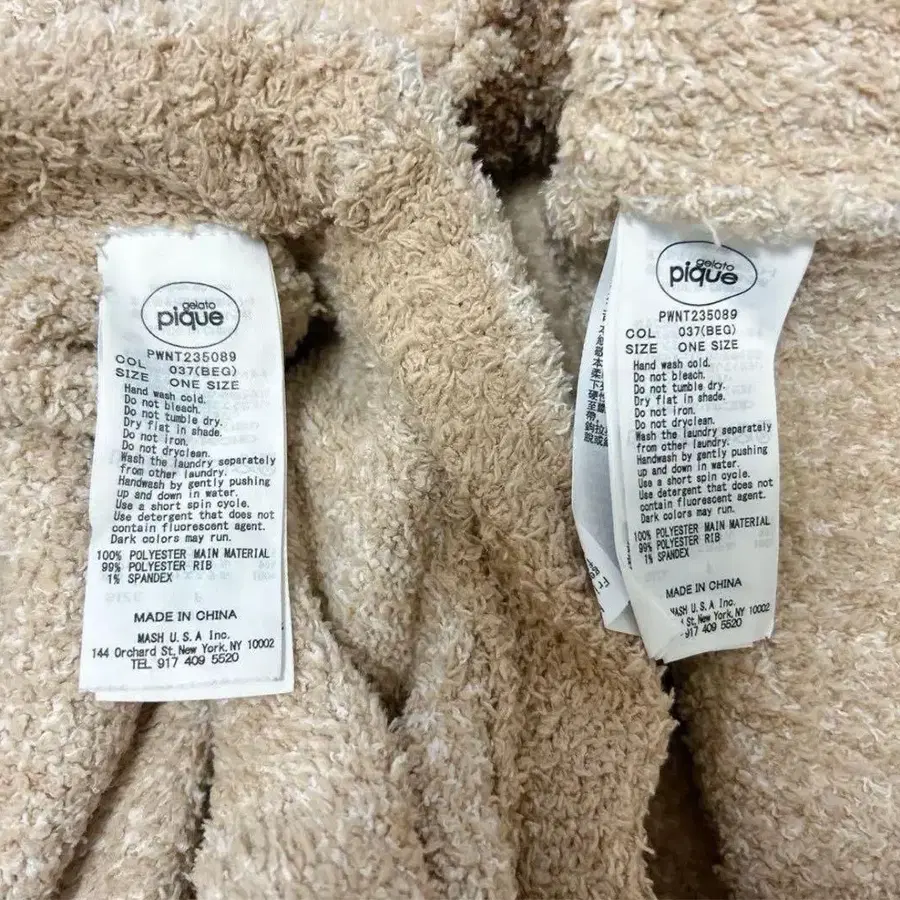 gelato
pique
PWNT235089
COL 037(BEG)
SIZE ONE SIZE
Hand wash cold.
Do not bleach.
Do not tumble dry.
Dry flat in shade.
Do not iron.
Do not dryclean.
Wash the laundry separately
from other laundry.
Handwash by gently pushing
up and down in water.
Use a short spin cycle.
Use detergent that does not
contain fluorescent agent.
Dark colors may run.
100% POLYESTER MAIN MATERIAL
99% POLYESTER RIB
1% SPANDEX
MADE IN CHINA
MASH U.S.A Inc.
144 Orchard St, New York, NY 10002
TEL 917 409 5520
gelato
pique
PWNT235089
COL 037(BEG)
SIZE ONE SIZE
Hand wash cold.
Do not bleach.
Do not tumble dry.
Dry flat in shade.
Do not iron.
Do not dryclean.
Wash the laundry separately
from other laundry.
Handwash by gently pushing
up and down in water.
Use a short spin cycle.
Use detergent that does not
contain fluorescent agent.
Dark colors may run.
100% POLYESTER MAIN MATERIAL
99% POLYESTER RIB
1% SPANDEX
MADE IN CHINA
MASH U.S.A Inc.
St, New York, NY 10002
917 409 5520